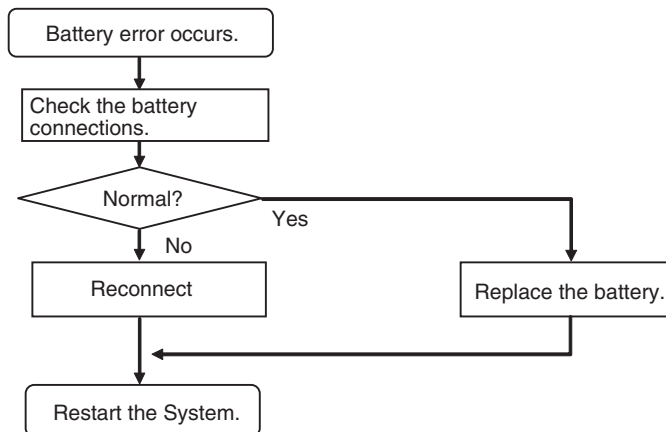 Battery error occurs.
Check the battery
connections.
Normal?
Yes
No
Reconnect
Replace the battery.
Restart the System.